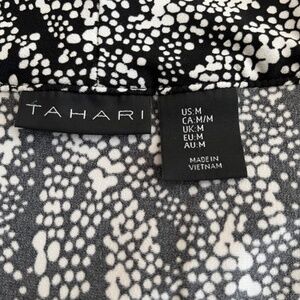 TAHARI
US:M
CA:M/M
UK:M
EU:M
AU:M
MADE IN
VIETNAM